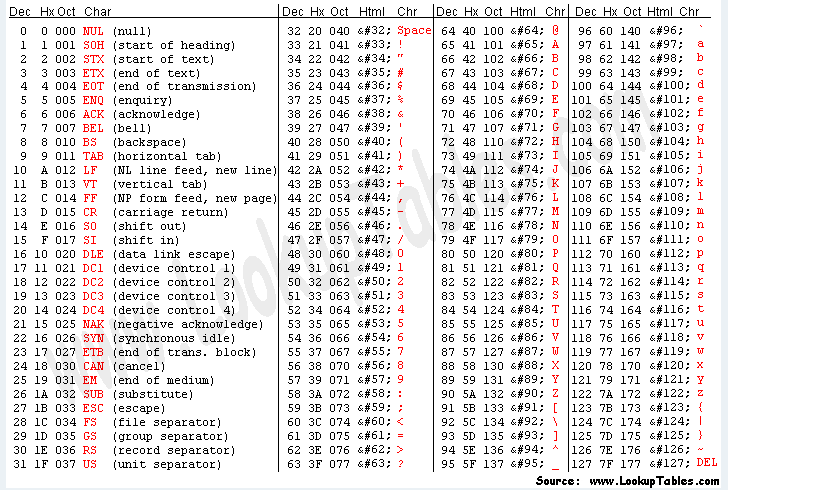 Dec Hx Oct Char Dec Hx Oct Html Chr Dec Hx Oct Html Chr Dec Hx Oct Html Chr
0 0 000 NUL (null) 32 20 040 &#32; Space 64 40 100 &#64; @ 96 60 140 &#96; `
1 1 001 SOH (start of heading) 33 21 041 &#33; ! 65 41 101 &#65; A 97 61 141 &#97; a
2 2 002 STX (start of text) 34 22 042 &#34; " 66 42 102 &#66; B 98 62 142 &#98; b
3 3 003 ETX (end of text) 35 23 043 &#35; # 67 43 103 &#67; C 99 63 143 &#99; c
4 4 004 EOT (end of transmission) 36 24 044 &#36; $ 68 44 104 &#68; D 100 64 144 &#100; d
5 5 005 ENQ (enquiry) 37 25 045 &#37; % 69 45 105 &#69; E 101 65 145 &#101; e
6 6 006 ACK (acknowledge) 38 26 046 &#38; & 70 46 106 &#70; F 102 66 146 &#102; f
7 7 007 BEL (bell) 39 27 047 &#39; ' 71 47 107 &#71; G 103 67 147 &#103; g
8 8 010 BS (backspace) 40 28 050 &#40; ( 72 48 110 &#72; H 104 68 150 &#104; h
9 9 011 TAB (horizontal tab) 41 29 051 &#41; ) 73 49 111 &#73; I 105 69 151 &#105; i
10 A 012 LF (NL line feed, new line) 42 2A 052 &#42; * 74 4A 112 &#74; J 106 6A 152 &#106; j
11 B 013 VT (vertical tab) 43 2B 053 &#43; + 75 4B 113 &#75; K 107 6B 153 &#107; k
12 C 014 FF (NP form feed, new page) 44 2C 054 &#44; , 76 4C 114 &#76; L 108 6C 154 &#108; l
13 D 015 CR (carriage return) 45 2D 055 &#45; - 77 4D 115 &#77; M 109 6D 155 &#109; m
14 E 016 SO (shift out) 46 2E 056 &#46; . 78 4E 116 &#78; N 110 6E 156 &#110; n
15 F 017 SI (shift in) 47 2F 057 &#47; / 79 4F 117 &#79; O 111 6F 157 &#111; o
16 10 020 DLE (data link escape) 48 30 060 &#48; 0 80 50 120 &#80; P 112 70 160 &#112; p
17 11 021 DC1 (device control 1) 49 31 061 &#49; 1 81 51 121 &#81; Q 113 71 161 &#113; q
18 12 022 DC2 (device control 2) 50 32 062 &#50; 2 82 52 122 &#82; R 114 72 162 &#114; r
19 13 023 DC3 (device control 3) 51 33 063 &#51; 3 83 53 123 &#83; S 115 73 163 &#115; s
20 14 024 DC4 (device control 4) 52 34 064 &#52; 4 84 54 124 &#84; T 116 74 164 &#116; t
21 15 025 NAK (negative acknowledge) 53 35 065 &#53; 5 85 55 125 &#85; U 117 75 165 &#117; u
22 16 026 SYN (synchronous idle) 54 36 066 &#54; 6 86 56 126 &#86; V 118 76 166 &#118; v
23 17 027 ETB (end of trans. block) 55 37 067 &#55; 7 87 57 127 &#87; W 119 77 167 &#119; w
24 18 030 CAN (cancel) 56 38 070 &#56; 8 88 58 130 &#88; X 120 78 170 &#120; x
25 19 031 EM (end of medium) 57 39 071 &#57; 9 89 59 131 &#89; Y 121 79 171 &#121; y
26 1A 032 SUB (substitute) 58 3A 072 &#58; : 90 5A 132 &#90; Z 122 7A 172 &#122; z
27 1B 033 ESC (escape) 59 3B 073 &#59; ; 91 5B 133 &#91; [ 123 7B 173 &#123; {
28 1C 034 FS (file separator) 60 3C 074 &#60; < 92 5C 134 &#92; \ 124 7C 174 &#124; |
29 1D 035 GS (group separator) 61 3D 075 &#61; = 93 5D 135 &#93; ] 125 7D 175 &#125; }
30 1E 036 RS (record separator) 62 3E 076 &#62; > 94 5E 136 &#94; ^ 126 7E 176 &#126; ~
31 1F 037 US (unit separator) 63 3F 077 &#63; ? 95 5F 137 &#95; _ 127 7F 177 &#127; DEL
Source: www.LookupTables.com
www.LookupTables.com